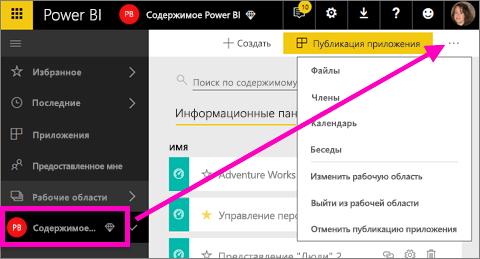 Power BI
PB
Содержимое Power BI
10
Создать
Публикация приложения
Избранное
Последние
Приложения
Предоставленное мне
Рабочие области
PB
Содержимое...
Поиск по содержимому
Информационные пан
ИМЯ
Adventure Works
Управление перс
Представление "Люди" 2
Файлы
Члены
Календарь
Беседы
Изменить рабочую область
Выйти из рабочей области
Отменить публикацию приложения